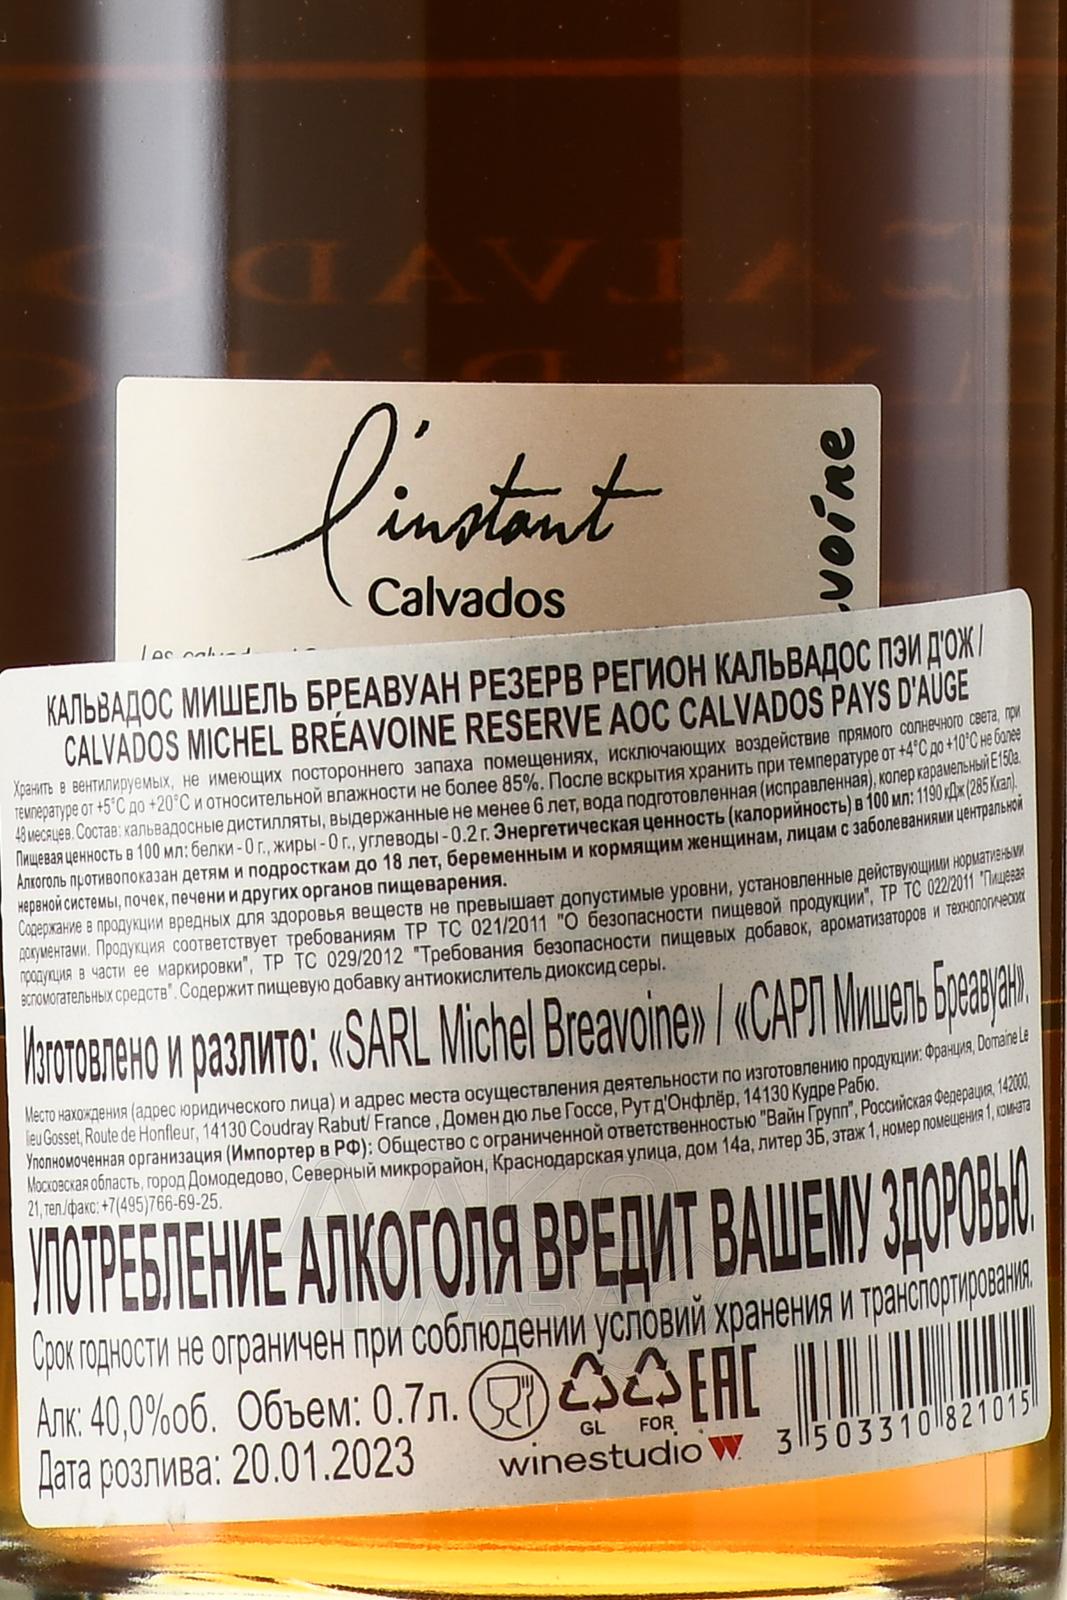 l'instant
Calvados
voine
КАЛЬВАДОС МИШЕЛЬ БРЕАВУАН РЕЗЕРВ РЕГИОН КАЛЬВАДОС ПЭИ Д'ОЖ /
CALVADOS MICHEL BRÉAVOINE RESERVE AOC CALVADOS PAYS D'AUGE
Хранить в вентилируемых, не имеющих постороннего запаха помещениях, исключающих воздействие прямого солнечного света, при
температуре от +5°С до +20°С и относительной влажности не более 85%. После вскрытия хранить при температуре от +4°С до +10°С не более
48 месяцев. Состав: кальвадосные дистилляты, выдержанные не менее 6 лет, вода подготовленная (исправленная), колер карамельный Е150а.
Пищевая ценность в 100 мл: белки - 0 г., жиры - 0 г., углеводы - 0.2 г. Энергетическая ценность (калорийность) в 100 мл: 1190 кДж (285 Ккал).
Алкоголь противопоказан детям и подросткам до 18 лет, беременным и кормящим женщинам, лицам с заболеваниями центральной
нервной системы, почек, печени и других органов пищеварения.
Содержание в продукции вредных для здоровья веществ не превышает допустимые уровни, установленные действующими нормативными
документами. Продукция соответствует требованиям ТР ТС 021/2011 "О безопасности пищевой продукции", ТР ТС 022/2011 "Пищевая
продукция в части ее маркировки", ТР ТС 029/2012 "Требования безопасности пищевых добавок, ароматизаторов и технологических
вспомогательных средств". Содержит пищевую добавку антиокислитель диоксид серы.
Изготовлено и разлито: «SARL Michel Breavoine» / «САРЛ Мишель Бреавуан».
Место нахождения (адрес юридического лица) и адрес места осуществления деятельности по изготовлению продукции: Франция, Domaine Le
lieu Gosset, Route de Honfleur, 14130 Coudray Rabut/ France , Домен дю лье Госсе, Рут д'Онфлёр, 14130 Кудре Рабю.
Уполномоченная организация (Импортер в РФ): Общество с ограниченной ответственностью "Вайн Групп", Российская Федерация, 142000,
Московская область, город Домодедово, Северный микрорайон, Краснодарская улица, дом 14а, литер 3Б, этаж 1, номер помещения 1, комната
21, тел./факс: +7(495)766-69-25.
УПОТРЕБЛЕНИЕ АЛКОГОЛЯ ВРЕДИТ ВАШЕМУ ЗДОРОВЬЮ.
Срок годности не ограничен при соблюдении условий хранения и транспортирования.
Алк: 40,0%об. Объем: 0.7л.
GL FOR EAC
Дата розлива: 20.01.2023
winestudio W
3 503310 821015